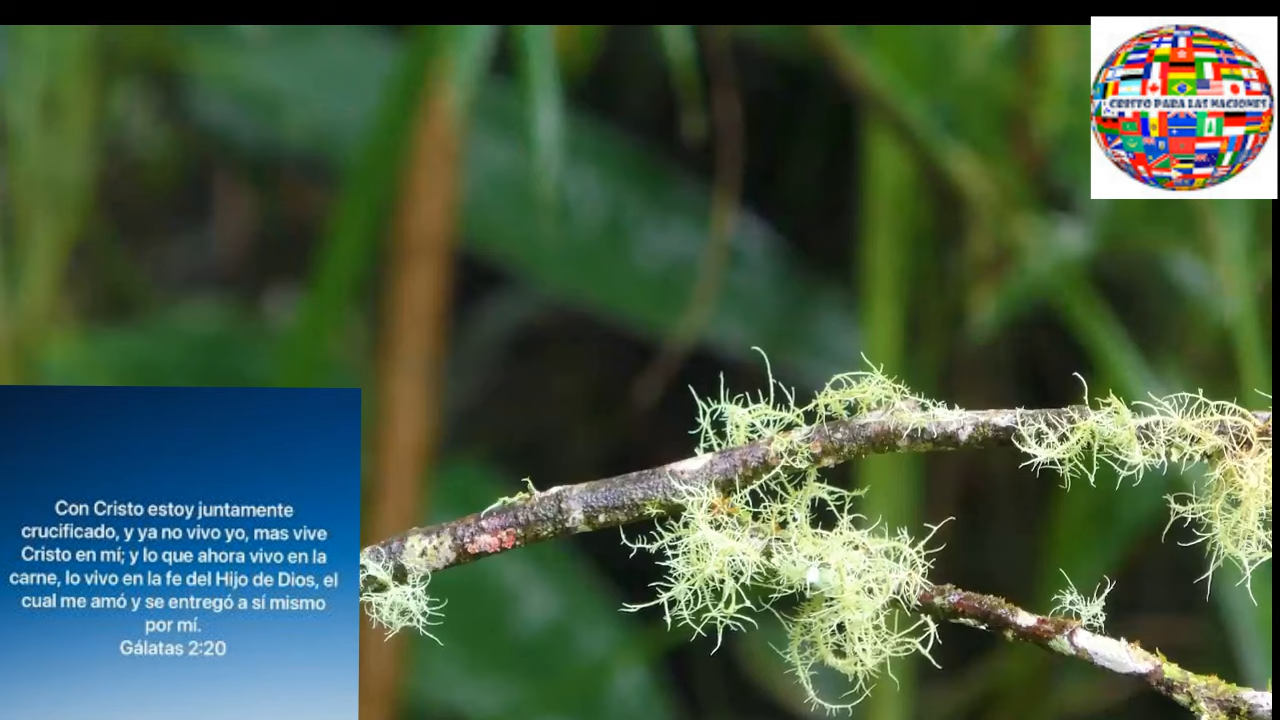 CRISTO PARA LAS NACIONES
Con Cristo estoy juntamente
crucificado, y ya no vivo yo, mas vive
Cristo en mí; y lo que ahora vivo en la
carne, lo vivo en la fe del Hijo de Dios, el
cual me amó y se entregó a sí mismo
por mí.
Gálatas 2:20